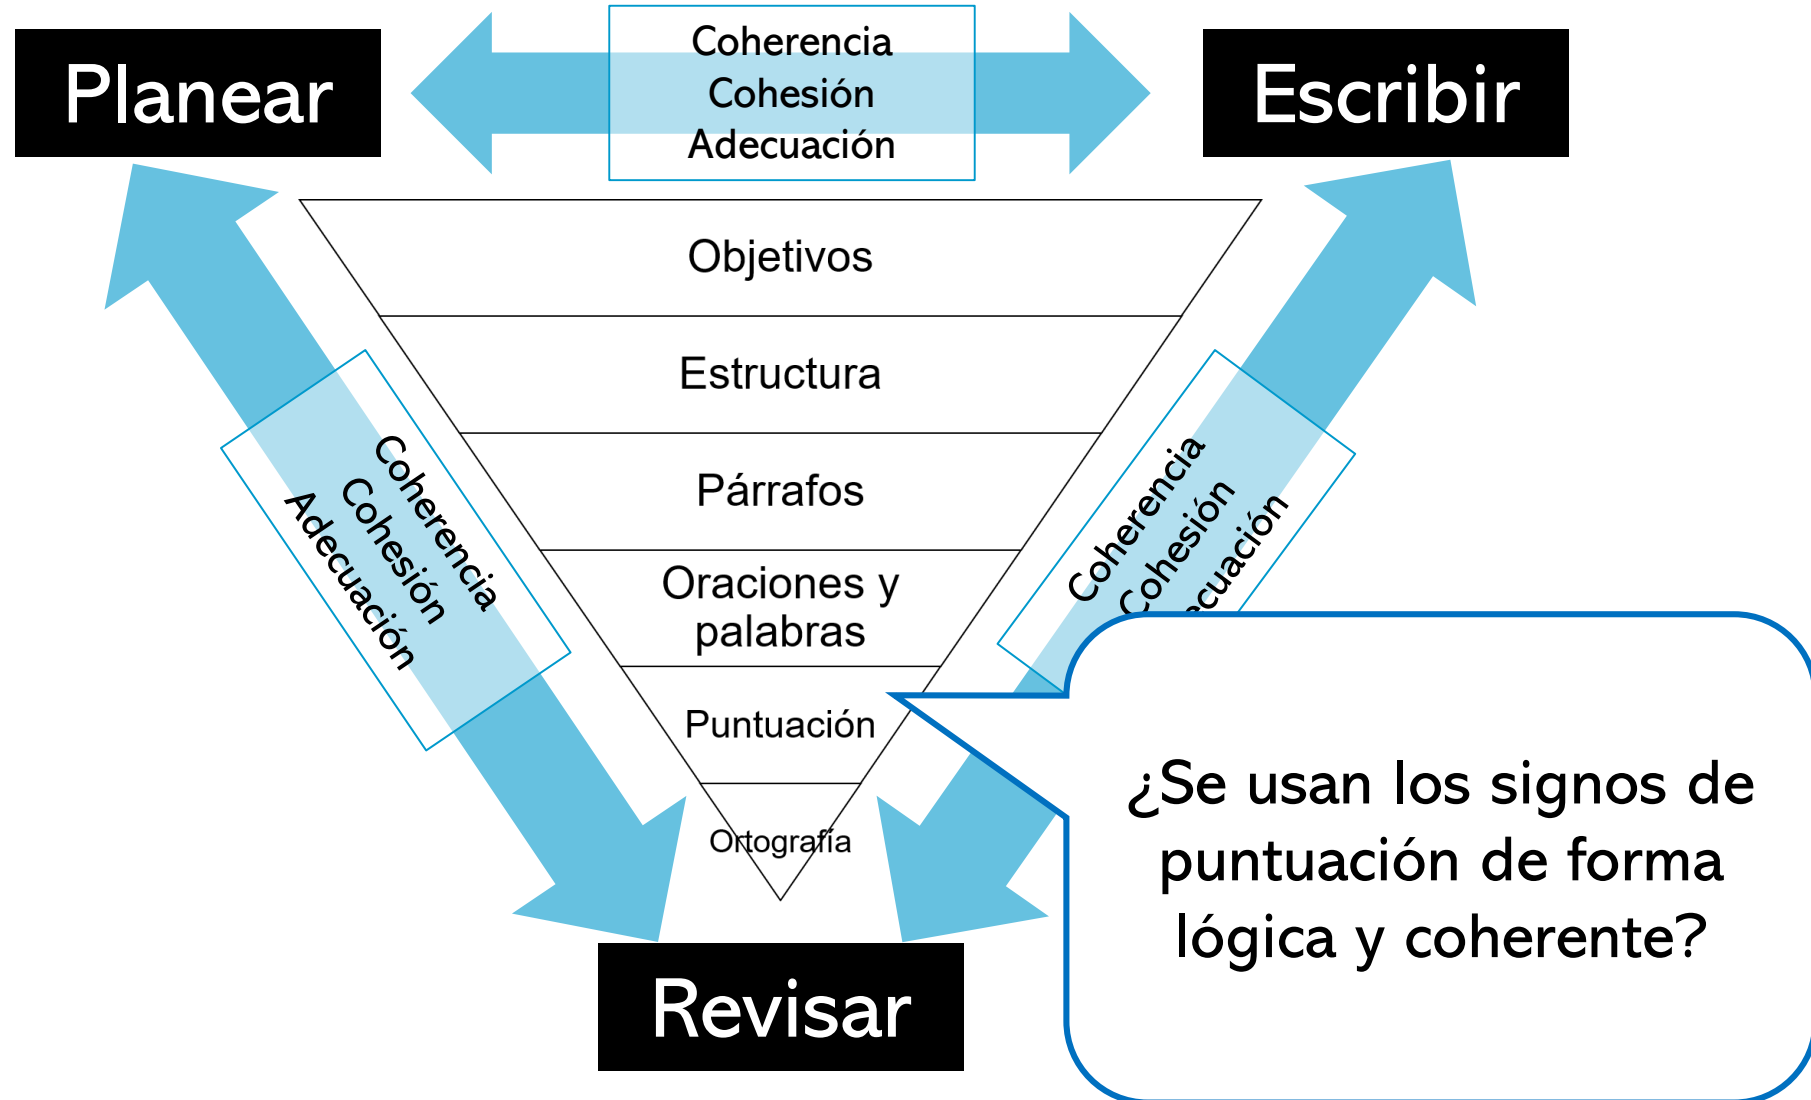 Planear
Coherencia
Cohesión
Adecuación
Escribir
Objetivos
Estructura
Párrafos
Oraciones y
palabras
Puntuación
Ortografía
Coherencia
Cohesión
Adecuación
Coherencia
Cohesión
ecuación
¿Se usan los signos de
puntuación de forma
lógica y coherente?
Revisar